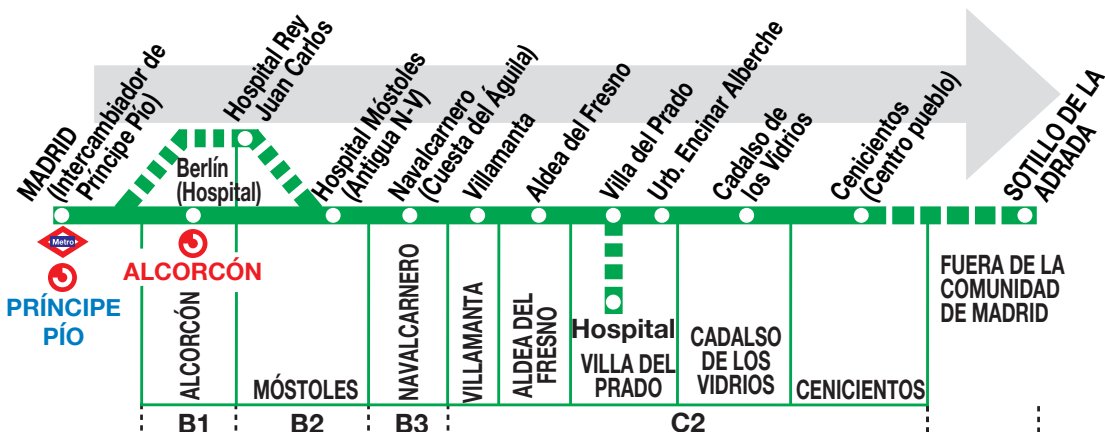 MADRID
(Intercambiador de
Príncipe Pío)
Hospital Rey
Juan Carlos
Berlín
(Hospital)
Hospital Móstoles
(Antigua N-V)
Navalcarnero
(Cuesta del Águila)
Villamanta
Aldea del Fresno
Villa del Prado
Urb. Encinar Alberche
Cadalso de
los Vidrios
Cenicientos
(Centro pueblo)
SOTILLO DE LA
ADRADA
Metro
PRÍNCIPE
PÍO
ALCORCÓN
ALCORCÓN
MÓSTOLES
NAVALCARNERO
VILLAMANTA
ALDEA DEL
FRESNO
Hospital
VILLA DEL
PRADO
CADALSO
DE LOS
VIDRIOS
CENICIENTOS
FUERA DE LA
COMUNIDAD
DE MADRID
B1
B2
B3
C2